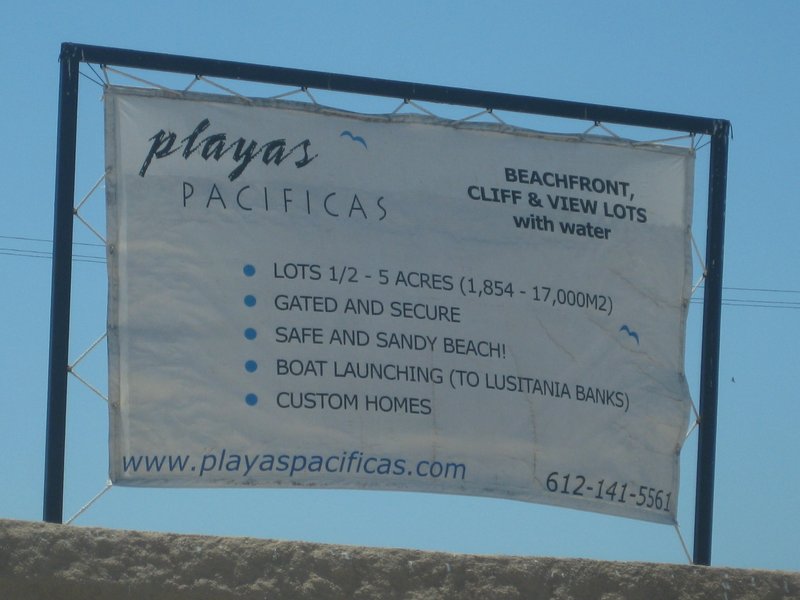 playas
PACIFICAS
BEACHFRONT,
CLIFF & VIEW LOTS
with water
LOTS 1/2 - 5 ACRES (1,854 - 17,000M2)
GATED AND SECURE
SAFE AND SANDY BEACH!
BOAT LAUNCHING (TO LUSITANIA BANKS)
CUSTOM HOMES
www.playaspacificas.com
612-141-5561